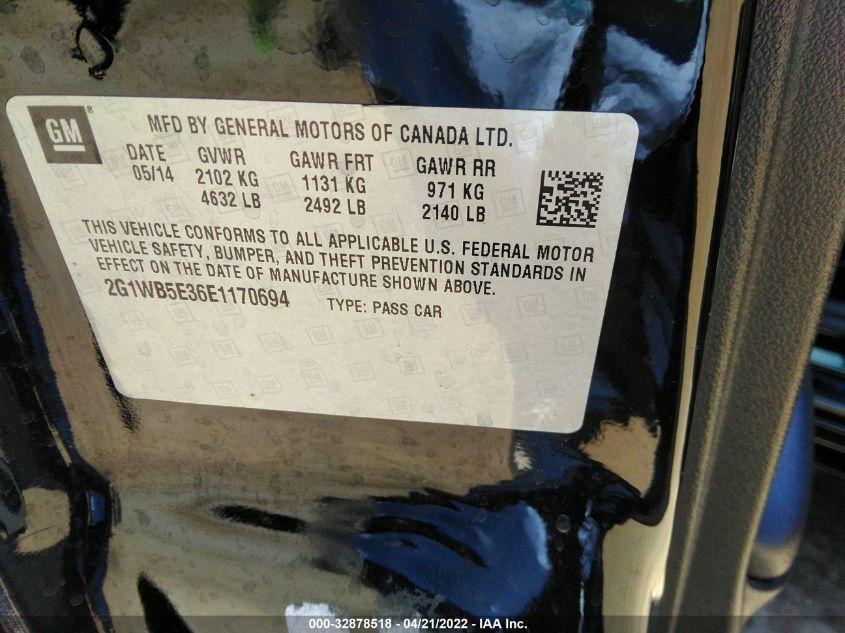 GM ®
MFD BY GENERAL MOTORS OF CANADA LTD.
DATE GVWR GAWR FRT GAWR RR
05/14 2102 KG 1131 KG 971 KG
4632 LB 2492 LB 2140 LB
THIS VEHICLE CONFORMS TO ALL APPLICABLE U.S. FEDERAL MOTOR
VEHICLE SAFETY, BUMPER, AND THEFT PREVENTION STANDARDS IN
EFFECT ON THE DATE OF MANUFACTURE SHOWN ABOVE.
2G1WB5E36E1170694 TYPE: PASS CAR
000-32878518 - 04/21/2022 - IAAI.com